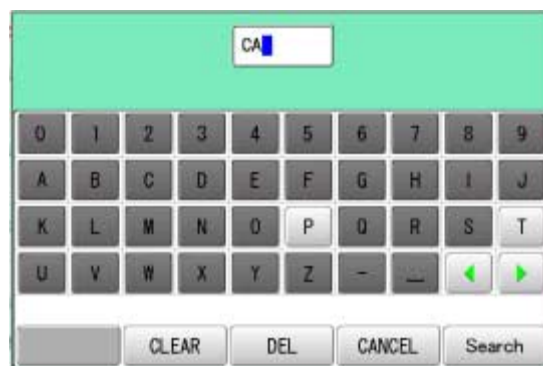 CA
0 1 2 3 4 5 6 7 8 9
A B C D E F G H I J
K L M N O P Q R S T
U V W X Y Z - _
CLEAR DEL CANCEL Search